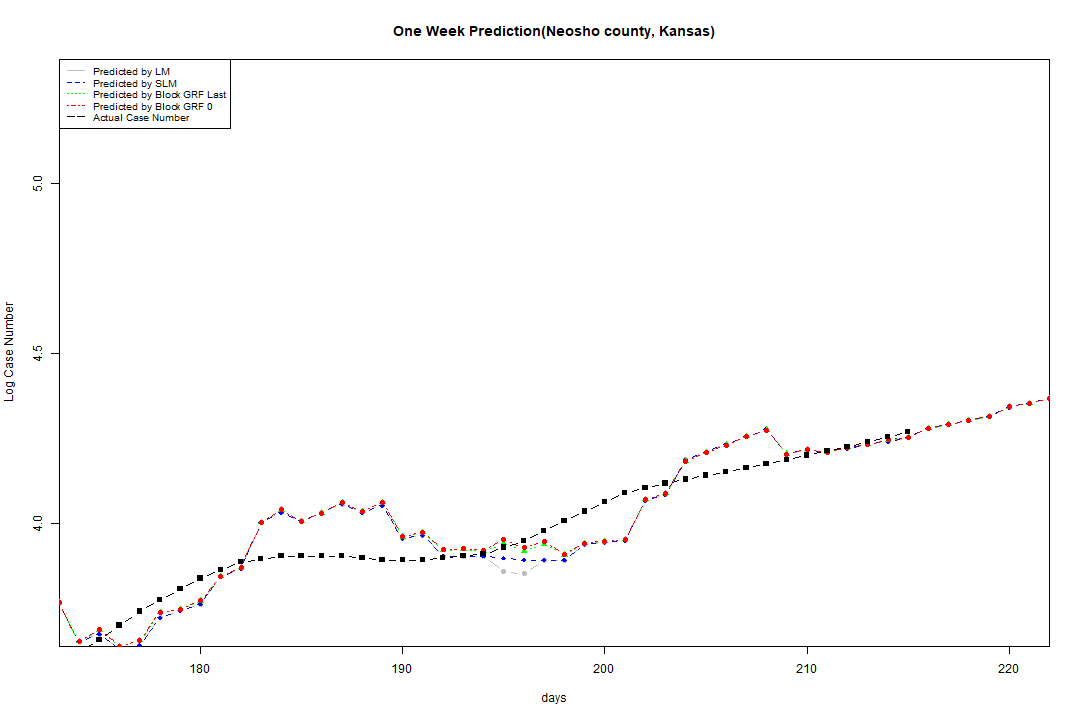 One Week Prediction(Neosho county, Kansas)
Predicted by LM
Predicted by SLM
Predicted by Block GRF Last
Predicted by Block GRF 0
Actual Case Number
5.0
4.5
4.0
Log Case Number
180 190 200 210 220
days